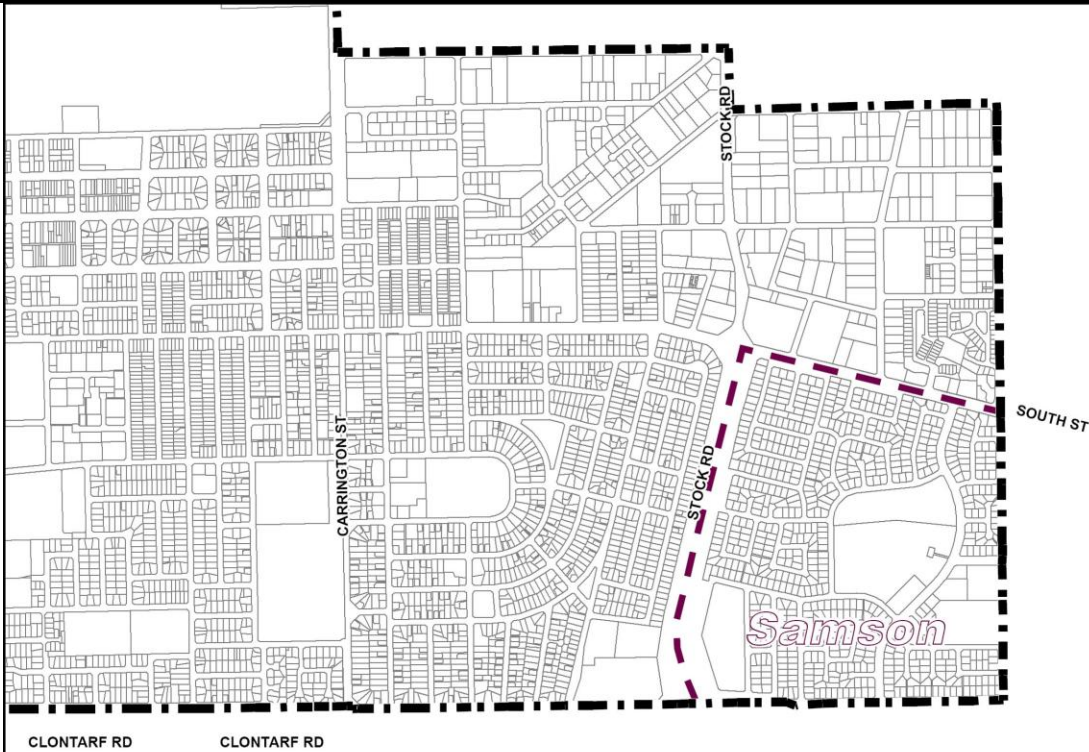 STOCK RD
SOUTH ST
CARRINGTON ST
STOCK RD
Samson
CLONTARF RD
CLONTARF RD